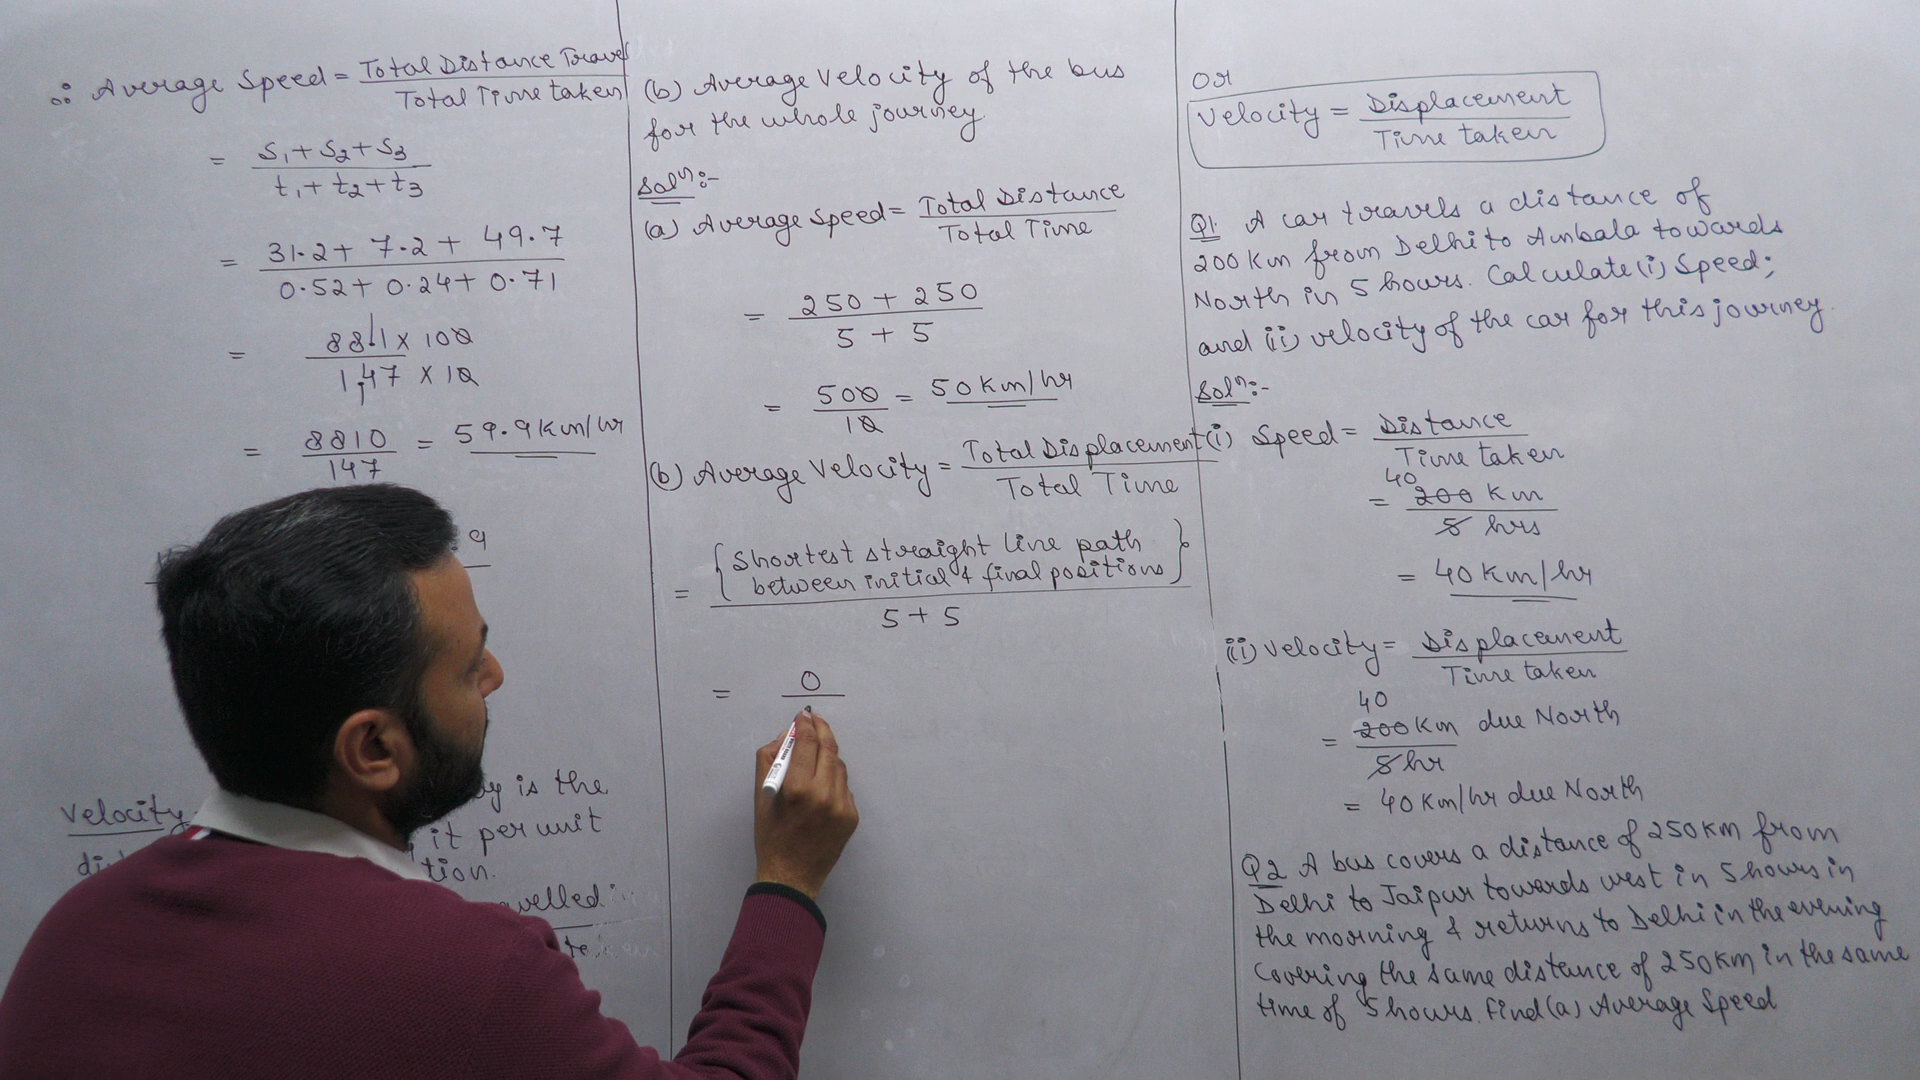 ∴ Average Speed = Total Distance Travel
Total Time taken
= S₁ + S₂ + S₃
t₁ + t₂ + t₃
= 31.2 + 7.2 + 49.7
0.52 + 0.24 + 0.71
= 88.1 × 100
1.47 × 10
= 8810 = 59.9 Km/hr
147
.9
Velocity
is the
it per unit
tion.
velled
(b) Average Velocity of the bus
for the whole journey.
Solⁿ:-
(a) Average Speed = Total Distance
Total Time
= 250 + 250
5 + 5
= 500 = 50 Km/hr
10
(b) Average Velocity = Total Displacement
Total Time
= {Shortest straight line path
between initial & final positions}
5 + 5
= 0
or
Velocity = Displacement
Time taken
Q1. A car travels a distance of
200 Km from Delhi to Ambala towards
North in 5 hours. Calculate (i) Speed;
and (ii) velocity of the car for this journey.
Solⁿ:-
(i) Speed = Distance
Time taken
40
= 200 Km
5 hrs
= 40 Km/hr
(ii) Velocity = Displacement
Time taken
40
= 200 Km due North
5 hr
= 40 Km/hr due North
Q2 A bus covers a distance of 250 Km from
Delhi to Jaipur towards west in 5 hours in
the morning & returns to Delhi in the evening
Covering the same distance of 250 Km in the same
time of 5 hours. Find (a) Average Speed